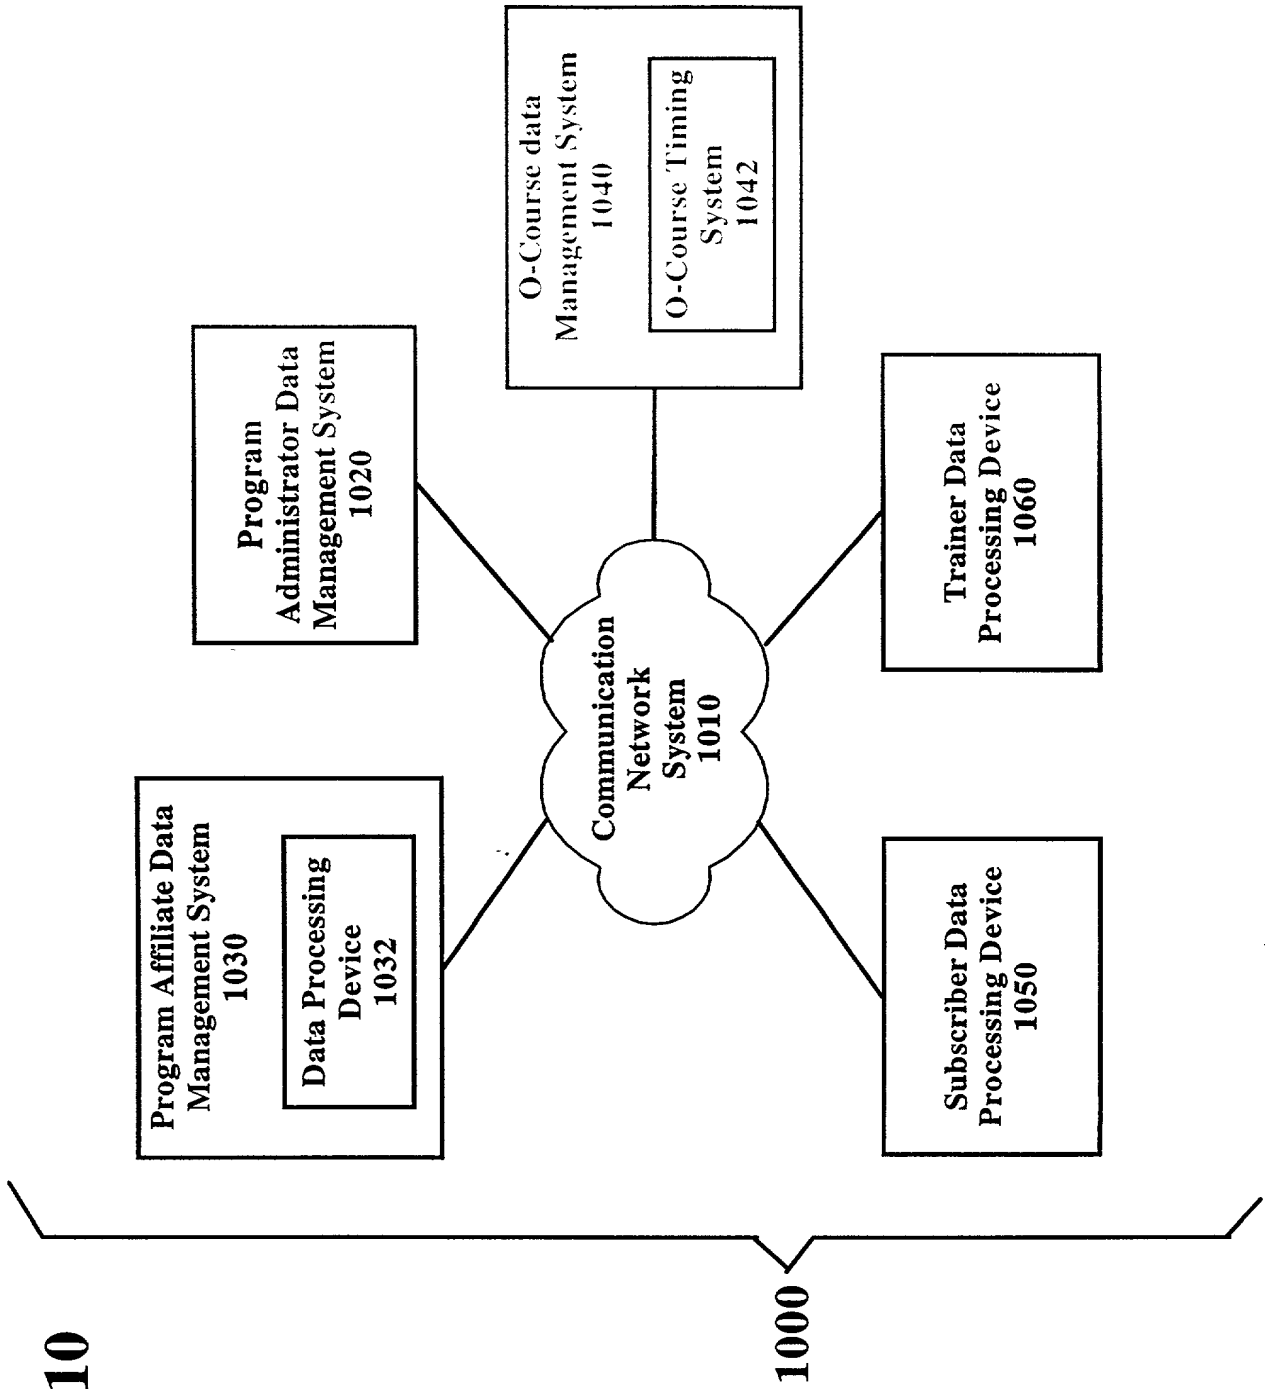 10
1000
Program Affiliate Data
Management System
1030
Data Processing
Device
1032
Program
Administrator Data
Management System
1020
O-Course data
Management System
1040
O-Course Timing
System
1042
Communication
Network
System
1010
Subscriber Data
Processing Device
1050
Trainer Data
Processing Device
1060